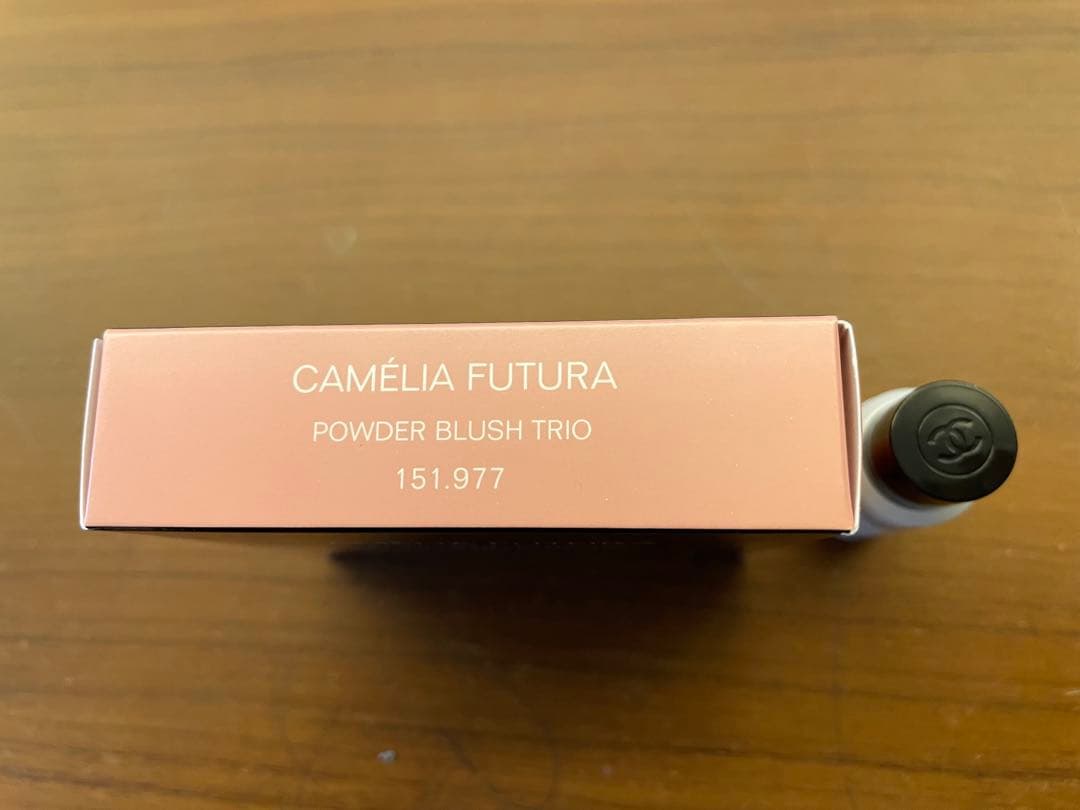 CAMÉLIA FUTURA
POWDER BLUSH TRIO
151.977